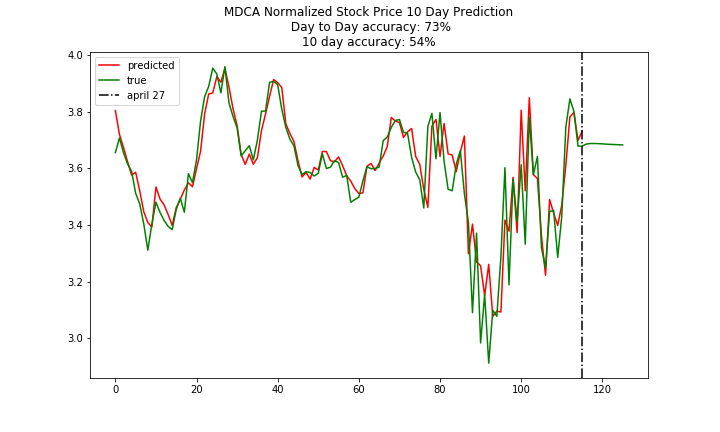 MDCA Normalized Stock Price 10 Day Prediction
Day to Day accuracy: 73%
10 day accuracy: 54%
predicted
true
april 27
4.0
3.8
3.6
3.4
3.2
3.0
0 20 40 60 80 100 120